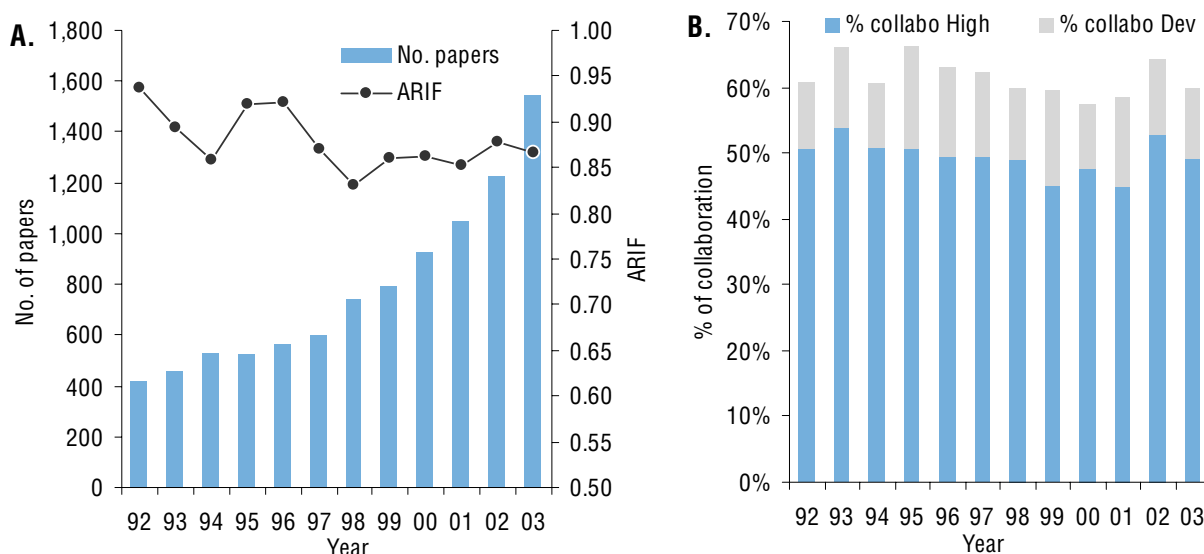 A.
No. papers
ARIF
1,800
1,600
1,400
1,200
1,000
800
600
400
200
0
No. of papers
1.00
0.95
0.90
0.85
0.80
0.75
0.70
0.65
0.60
0.55
0.50
ARIF
92 93 94 95 96 97 98 99 00 01 02 03
Year
B.
% collabo High % collabo Dev
70%
60%
50%
40%
30%
20%
10%
0%
% of collaboration
92 93 94 95 96 97 98 99 00 01 02 03
Year